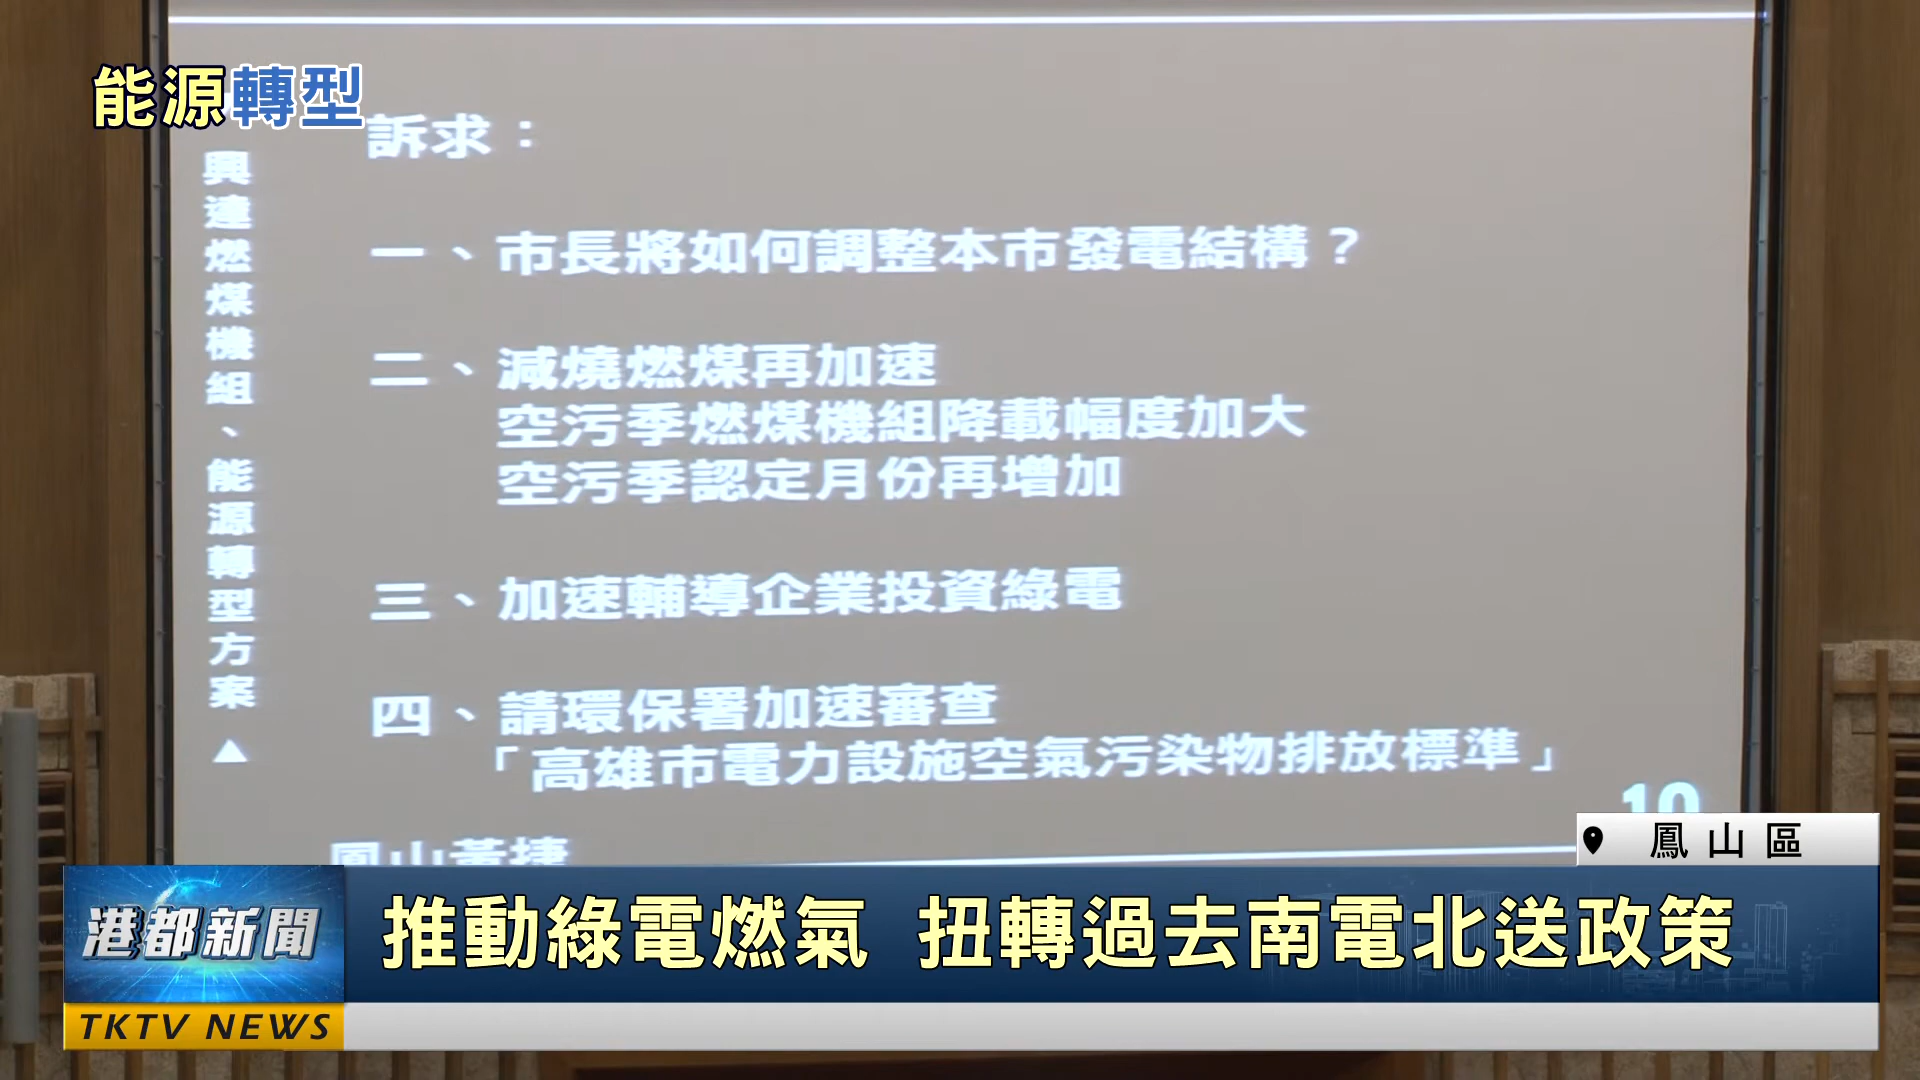 能源轉型
訴求：
興達燃煤機組、能源轉型方案▲
一、市長將如何調整本市發電結構？
二、減燒燃煤再加速
空污季燃煤機組降載幅度加大
空污季認定月份再增加
三、加速輔導企業投資綠電
四、請環保署加速審查
「高雄市電力設施空氣污染物排放標準」
10
鳳山黃捷
鳳山區
港都新聞
推動綠電燃氣 扭轉過去南電北送政策
TKTV NEWS